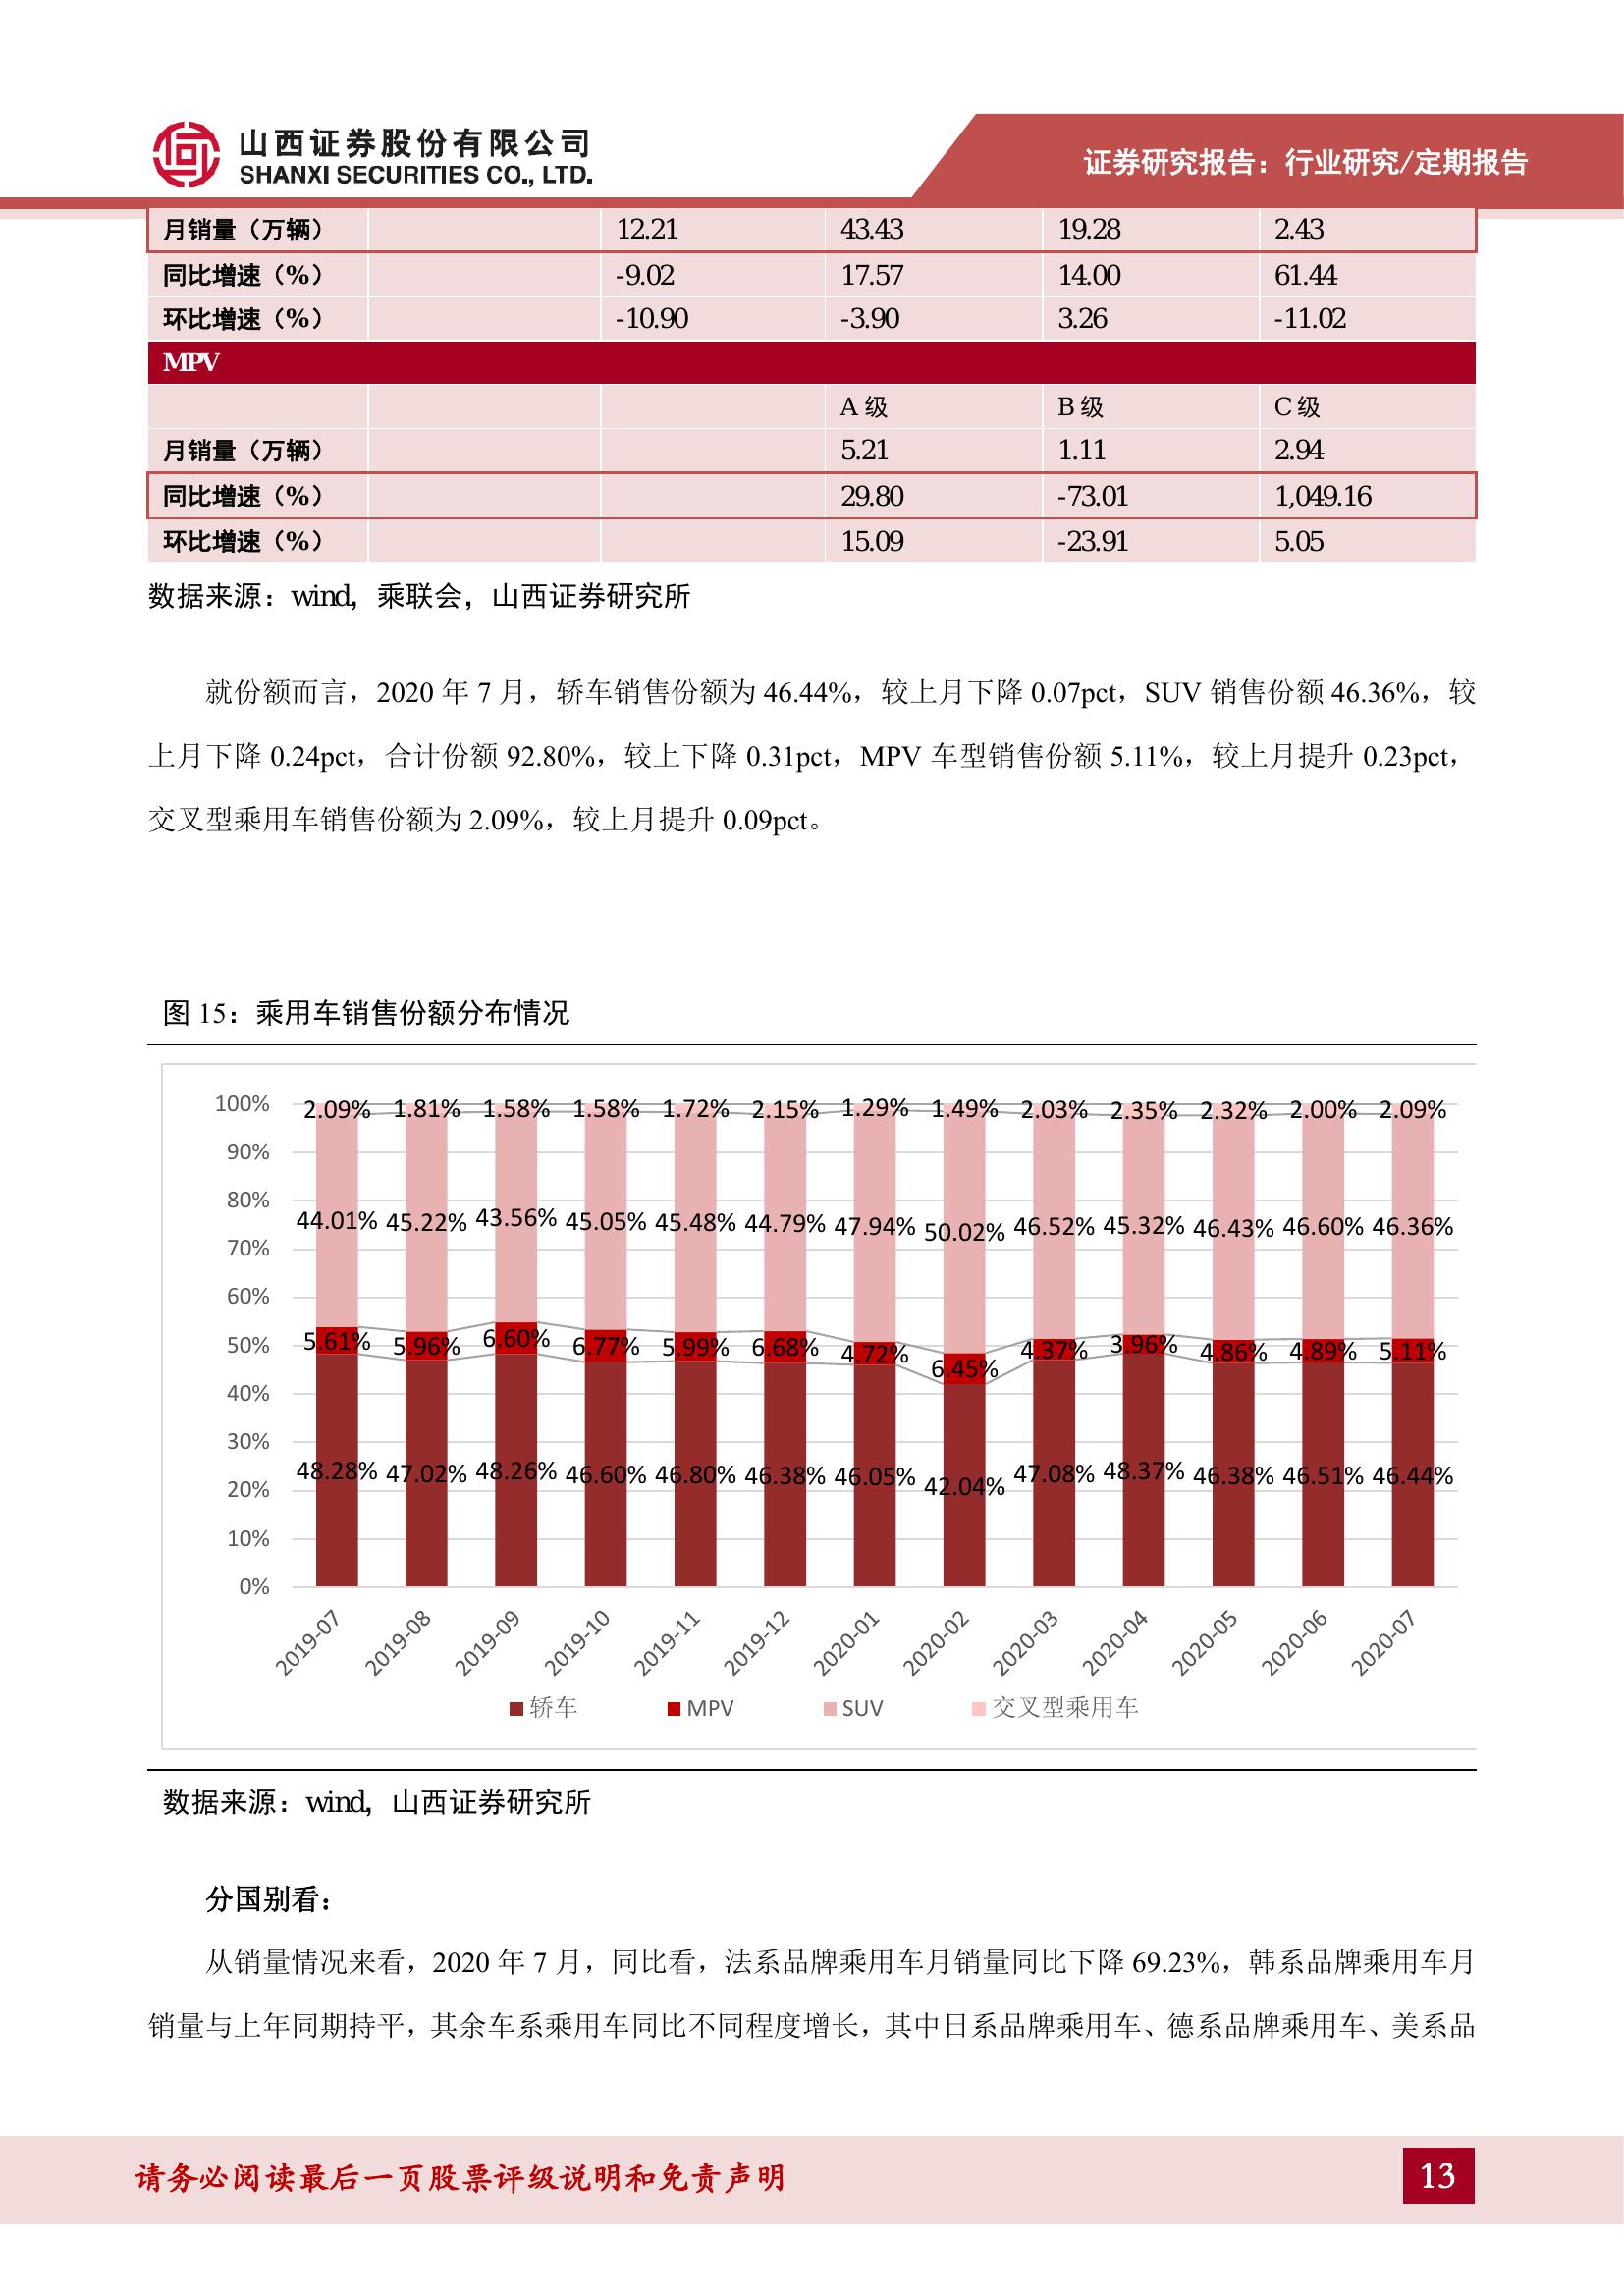 山西证券股份有限公司
SHANXI SECURITIES CO., LTD.
证券研究报告：行业研究/定期报告
月销量（万辆） 12.21 43.43 19.28 2.43
同比增速（%） -9.02 17.57 14.00 61.44
环比增速（%） -10.90 -3.90 3.26 -11.02
MPV
A 级 B 级 C 级
月销量（万辆） 5.21 1.11 2.94
同比增速（%） 29.80 -73.01 1,049.16
环比增速（%） 15.09 -23.91 5.05
数据来源：wind，乘联会，山西证券研究所
就份额而言，2020 年 7 月，轿车销售份额为 46.44%，较上月下降 0.07pct，SUV 销售份额 46.36%，较
上月下降 0.24pct，合计份额 92.80%，较上下降 0.31pct，MPV 车型销售份额 5.11%，较上月提升 0.23pct，
交叉型乘用车销售份额为 2.09%，较上月提升 0.09pct。
图 15：乘用车销售份额分布情况
100% 2.09% 1.81% 1.58% 1.58% 1.72% 2.15% 1.29% 1.49% 2.03% 2.35% 2.32% 2.00% 2.09%
90%
80%
44.01% 45.22% 43.56% 45.05% 45.48% 44.79% 47.94% 50.02% 46.52% 45.32% 46.43% 46.60% 46.36%
70%
60%
50% 5.61% 5.96% 6.60% 6.77% 5.99% 6.68% 4.72% 6.45% 4.37% 3.96% 4.86% 4.89% 5.11%
40%
30%
48.28% 47.02% 48.26% 46.60% 46.80% 46.38% 46.05% 42.04% 47.08% 48.37% 46.38% 46.51% 46.44%
20%
10%
0%
2019-07 2019-08 2019-09 2019-10 2019-11 2019-12 2020-01 2020-02 2020-03 2020-04 2020-05 2020-06 2020-07
轿车 MPV SUV 交叉型乘用车
数据来源：wind，山西证券研究所
分国别看：
从销量情况来看，2020 年 7 月，同比看，法系品牌乘用车月销量同比下降 69.23%，韩系品牌乘用车月
销量与上年同期持平，其余车系乘用车同比不同程度增长，其中日系品牌乘用车、德系品牌乘用车、美系品
请务必阅读最后一页股票评级说明和免责声明
13